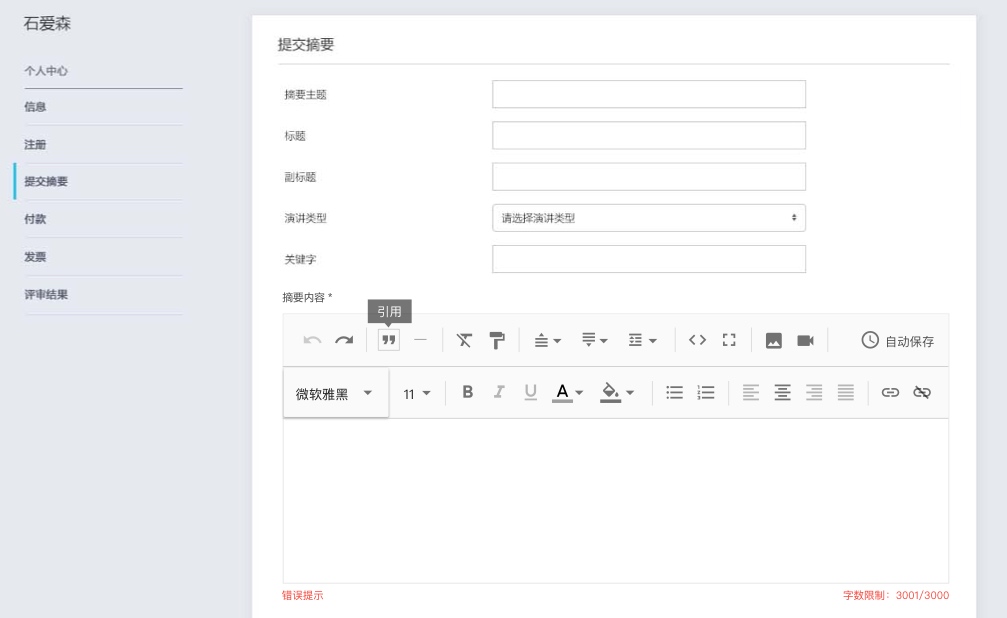 石爱森
个人中心
信息
注册
提交摘要
付款
发票
评审结果
提交摘要
摘要主题
标题
副标题
演讲类型
请选择演讲类型
关键字
摘要内容 *
引用
自动保存
微软雅黑
11
B I U A
错误提示
字数限制：3001/3000